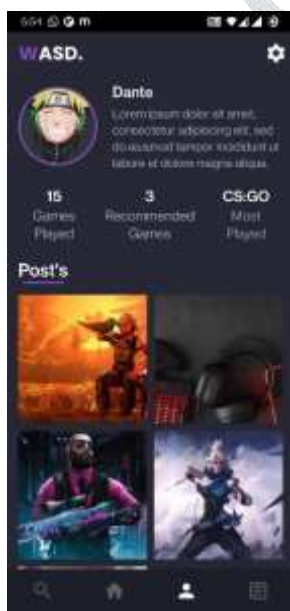 WASD.
Dante
Lorem ipsum dolor sit amet,
consectetur adipiscing elit, sed
do eiusmod tempor incididunt ut
labore et dolore magna aliqua.
15
Games
Played
3
Recommended
Games
CS:GO
Most
Played
Post's